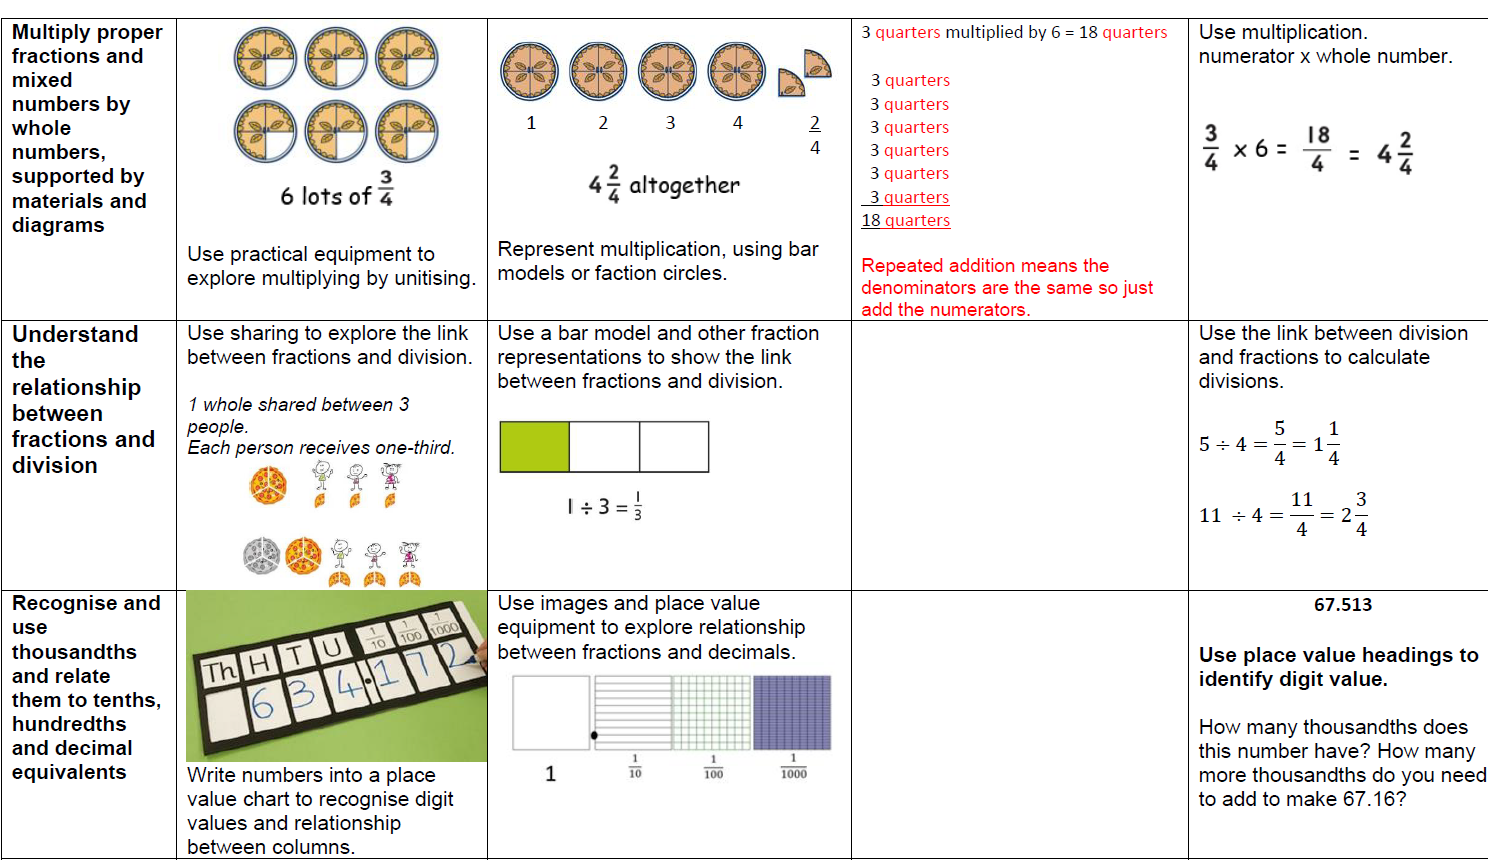 Multiply proper
fractions and
mixed
numbers by
whole
numbers,
supported by
materials and
diagrams
6 lots of 3/4
Use practical equipment to
explore multiplying by unitising.
1 2 3 4 2/4
4 2/4 altogether
Represent multiplication, using bar
models or faction circles.
3 quarters multiplied by 6 = 18 quarters
3 quarters
3 quarters
3 quarters
3 quarters
3 quarters
3 quarters
18 quarters
Repeated addition means the
denominators are the same so just
add the numerators.
Use multiplication.
numerator x whole number.
3/4 x 6 = 18/4 = 4 2/4
Understand
the
relationship
between
fractions and
division
Use sharing to explore the link
between fractions and division.
1 whole shared between 3
people.
Each person receives one-third.
Use a bar model and other fraction
representations to show the link
between fractions and division.
1 ÷ 3 = 1/3
Use the link between division
and fractions to calculate
divisions.
5 ÷ 4 = 5/4 = 1 1/4
11 ÷ 4 = 11/4 = 2 3/4
Recognise and
use
thousandths
and relate
them to tenths,
hundredths
and decimal
equivalents
Th H T U 1/10 1/100 1/1000
6 3 4 . 1 7 2
Write numbers into a place
value chart to recognise digit
values and relationship
between columns.
Use images and place value
equipment to explore relationship
between fractions and decimals.
1 1/10 1/100 1/1000
67.513
Use place value headings to
identify digit value.
How many thousandths does
this number have? How many
more thousandths do you need
to add to make 67.16?